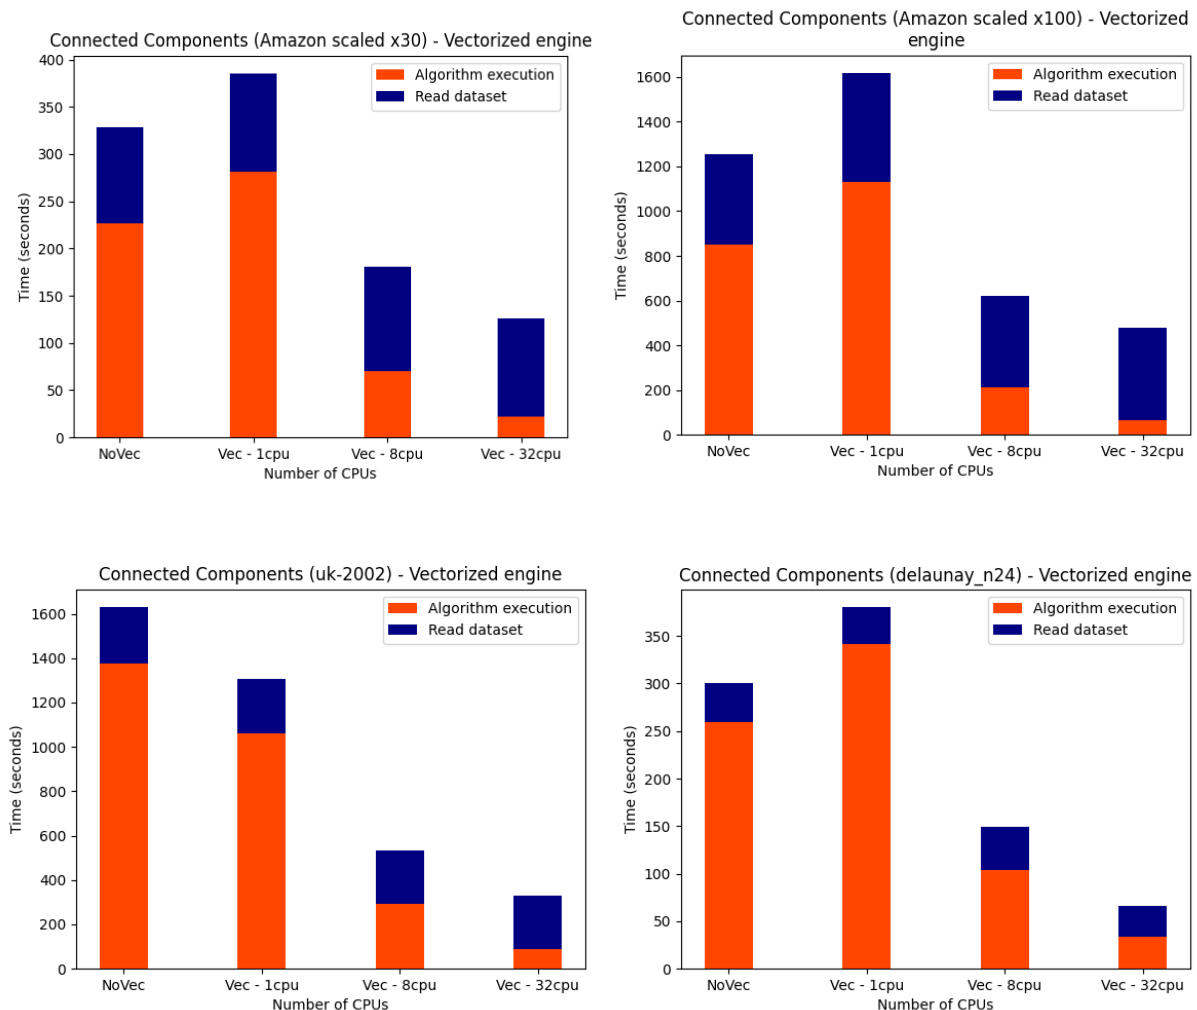 Connected Components (Amazon scaled x30) - Vectorized engine
Algorithm execution
Read dataset
Time (seconds)
400
350
300
250
200
150
100
50
0
NoVec
Vec - 1cpu
Vec - 8cpu
Vec - 32cpu
Number of CPUs
Connected Components (Amazon scaled x100) - Vectorized
engine
Algorithm execution
Read dataset
Time (seconds)
1600
1400
1200
1000
800
600
400
200
0
NoVec
Vec - 1cpu
Vec - 8cpu
Vec - 32cpu
Number of CPUs
Connected Components (uk-2002) - Vectorized engine
Algorithm execution
Read dataset
Time (seconds)
1600
1400
1200
1000
800
600
400
200
0
NoVec
Vec - 1cpu
Vec - 8cpu
Vec - 32cpu
Number of CPUs
Connected Components (delaunay_n24) - Vectorized engine
Algorithm execution
Read dataset
Time (seconds)
350
300
250
200
150
100
50
0
NoVec
Vec - 1cpu
Vec - 8cpu
Vec - 32cpu
Number of CPUs